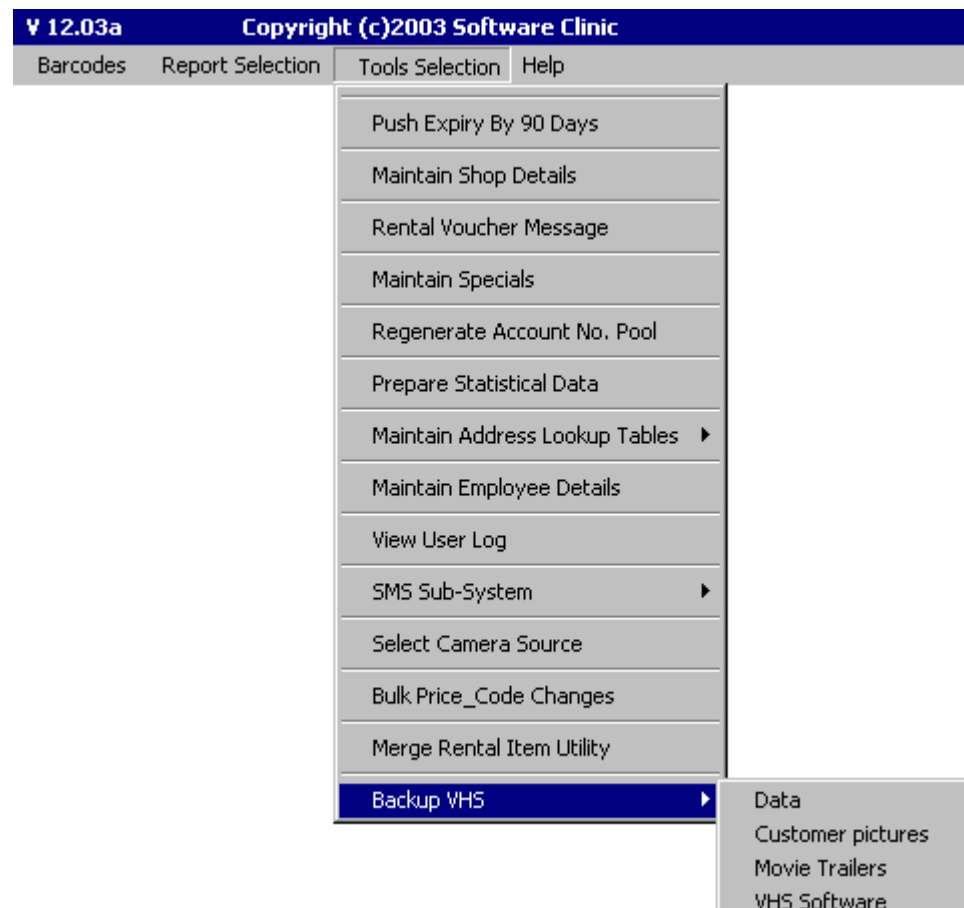 V 12.03a Copyright (c)2003 Software Clinic
Barcodes Report Selection Tools Selection Help
Push Expiry By 90 Days
Maintain Shop Details
Rental Voucher Message
Maintain Specials
Regenerate Account No. Pool
Prepare Statistical Data
Maintain Address Lookup Tables
Maintain Employee Details
View User Log
SMS Sub-System
Select Camera Source
Bulk Price_Code Changes
Merge Rental Item Utility
Backup VHS
Data
Customer pictures
Movie Trailers
VHS Software